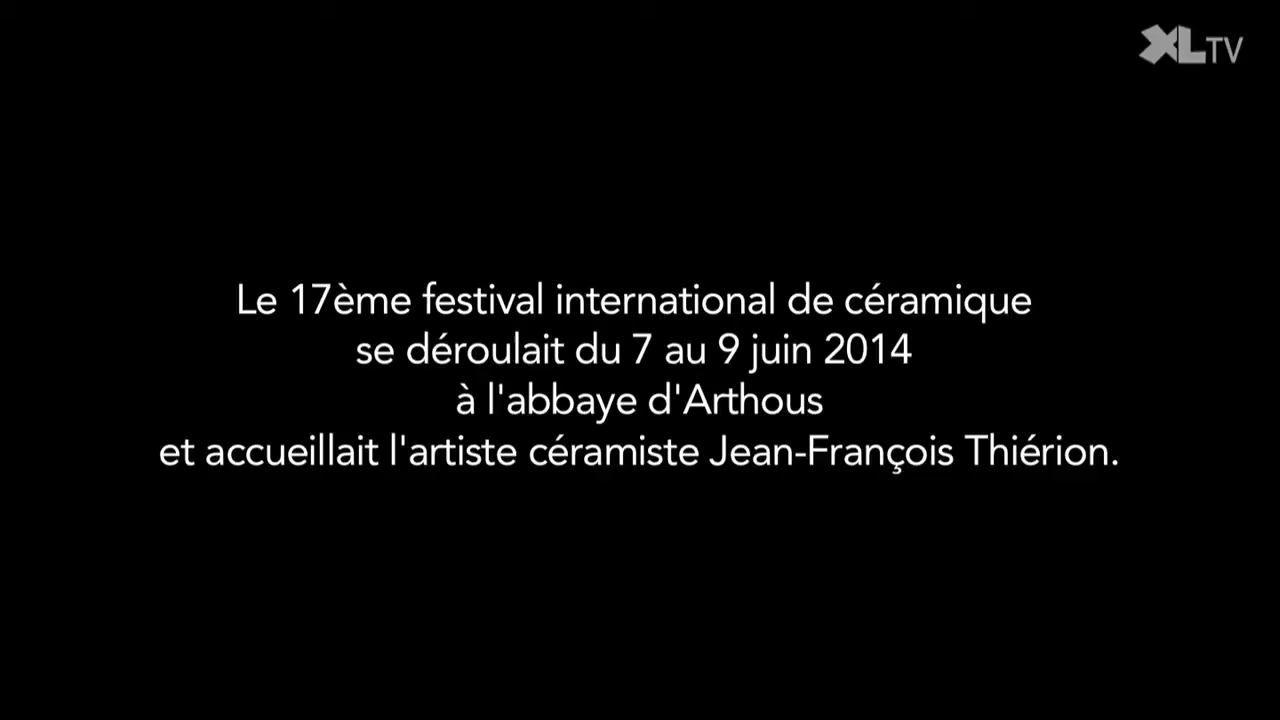 XLTV
Le 17ème festival international de céramique
se déroulait du 7 au 9 juin 2014
à l'abbaye d'Arthous
et accueillait l'artiste céramiste Jean-François Thiérion.